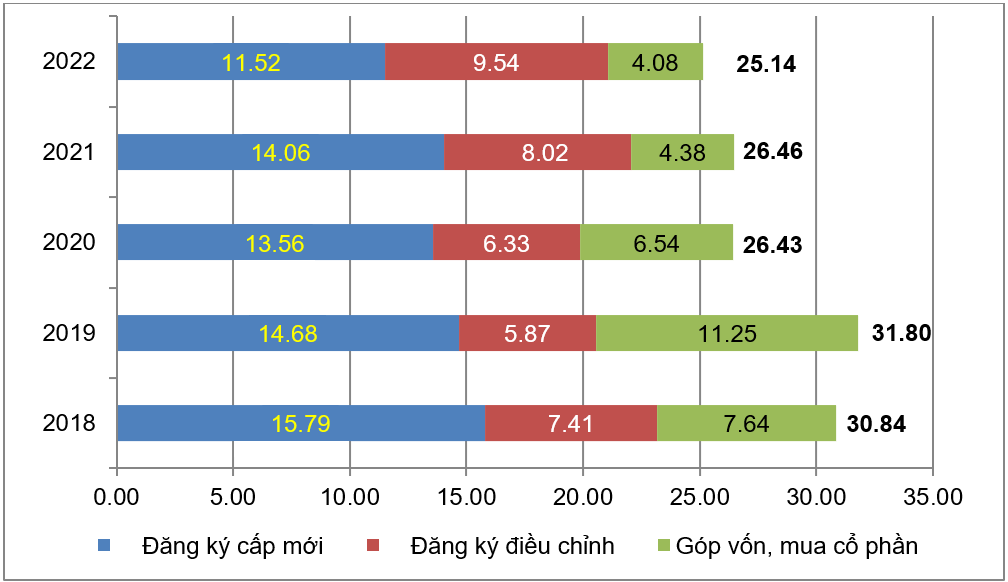 2022 11.52 9.54 4.08 25.14
2021 14.06 8.02 4.38 26.46
2020 13.56 6.33 6.54 26.43
2019 14.68 5.87 11.25 31.80
2018 15.79 7.41 7.64 30.84
0.00 5.00 10.00 15.00 20.00 25.00 30.00 35.00
Đăng ký cấp mới Đăng ký điều chỉnh Góp vốn, mua cổ phần